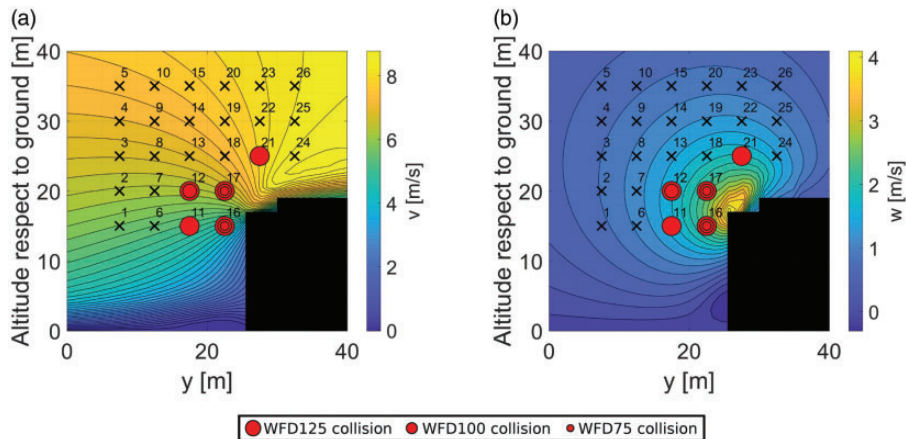 (a)
(b)
Altitude respect to ground [m]
40
30
20
10
0
5 10 15 20 23 26
4 9 14 19 22 25
3 8 13 18 21 24
2 7 12 17
1 6 11 16
0 20 40
y [m]
8
6
4
2
0
v [m/s]
Altitude respect to ground [m]
40
30
20
10
0
5 10 15 20 23 26
4 9 14 19 22 25
3 8 13 18 21 24
2 7 12 17
1 6 11 16
0 20 40
y [m]
4
3
2
1
0
w [m/s]
WFD125 collision WFD100 collision WFD75 collision